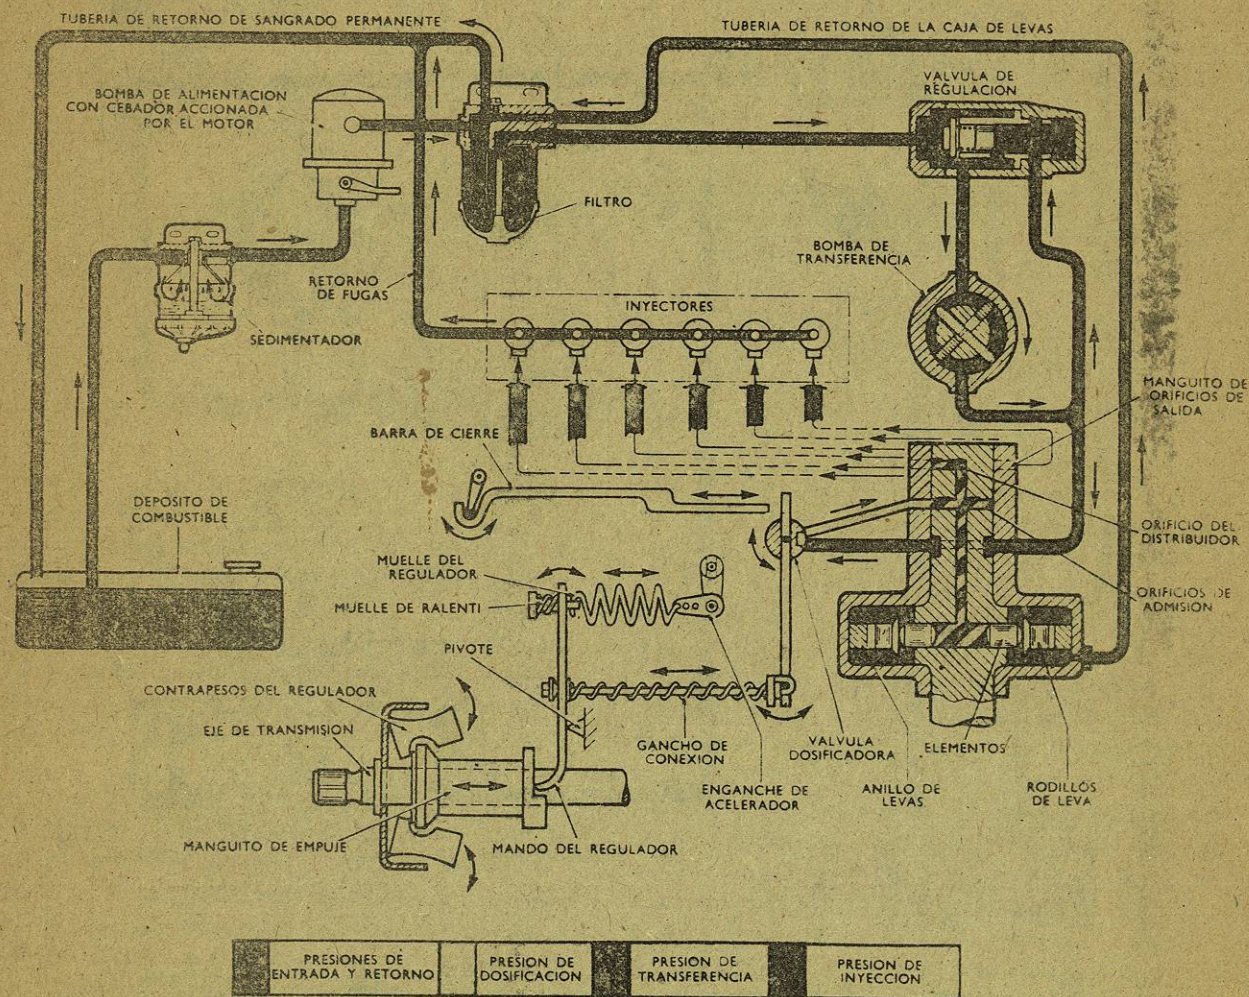 TUBERIA DE RETORNO DE SANGRADO PERMANENTE
TUBERIA DE RETORNO DE LA CAJA DE LEVAS
BOMBA DE ALIMENTACION
CON CEBADOR ACCIONADA
POR EL MOTOR
VALVULA DE
REGULACION
FILTRO
BOMBA DE
TRANSFERENCIA
RETORNO
DE FUGAS
INYECTORES
SEDIMENTADOR
MANGUITO DE
ORIFICIOS DE
SALIDA
BARRA DE CIERRE
DEPOSITO DE
COMBUSTIBLE
ORIFICIO DEL
DISTRIBUIDOR
MUELLE DEL
REGULADOR
MUELLE DE RALENTI
ORIFICIOS DE
ADMISION
PIVOTE
CONTRAPESOS DEL REGULADOR
EJE DE TRANSMISION
GANCHO DE
CONEXION
VALVULA
DOSIFICADORA
ELEMENTOS
ENGANCHE DE
ACELERADOR
ANILLO DE
LEVAS
RODILLOS
DE LEVA
MANGUITO DE EMPUJE
MANDO DEL REGULADOR
PRESIONES DE
ENTRADA Y RETORNO
PRESION DE
DOSIFICACION
PRESION DE
TRANSFERENCIA
PRESION DE
INYECCION